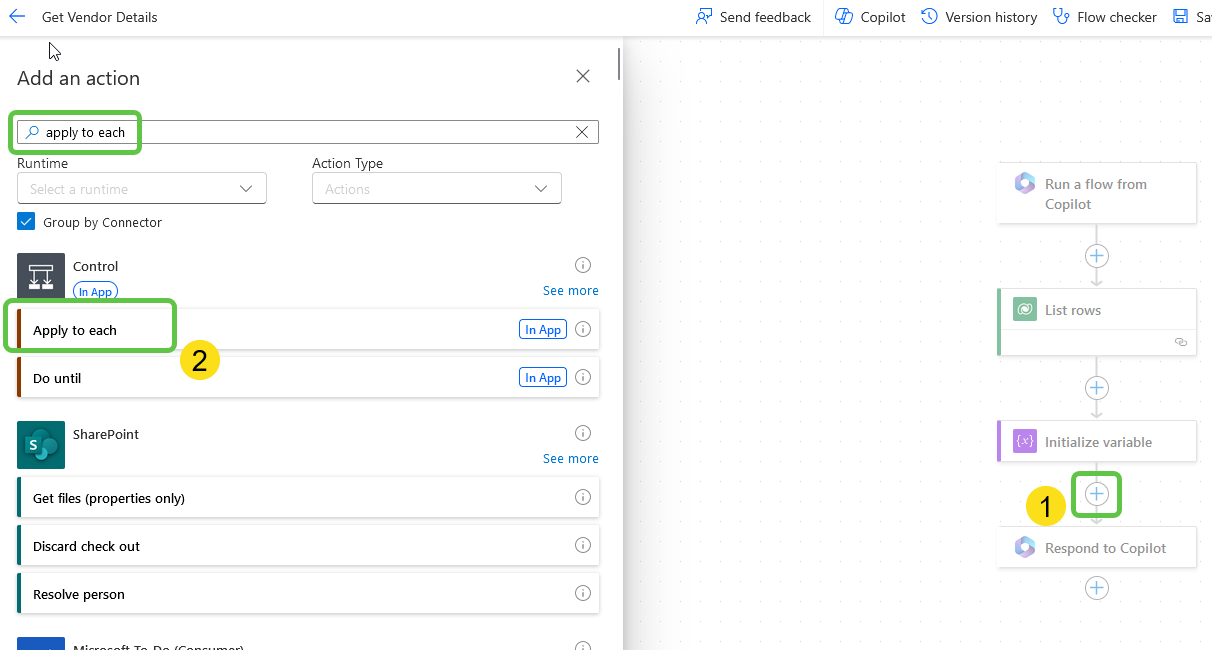 Get Vendor Details
Send feedback
Copilot
Version history
Flow checker
Add an action
apply to each
Runtime
Action Type
Select a runtime
Actions
Group by Connector
Control
In App
See more
Apply to each
In App
2
Do until
In App
SharePoint
S
See more
Get files (properties only)
Discard check out
Resolve person
Microsoft To-Do (Consumer)
Run a flow from
Copilot
List rows
{x}
Initialize variable
1
Respond to Copilot